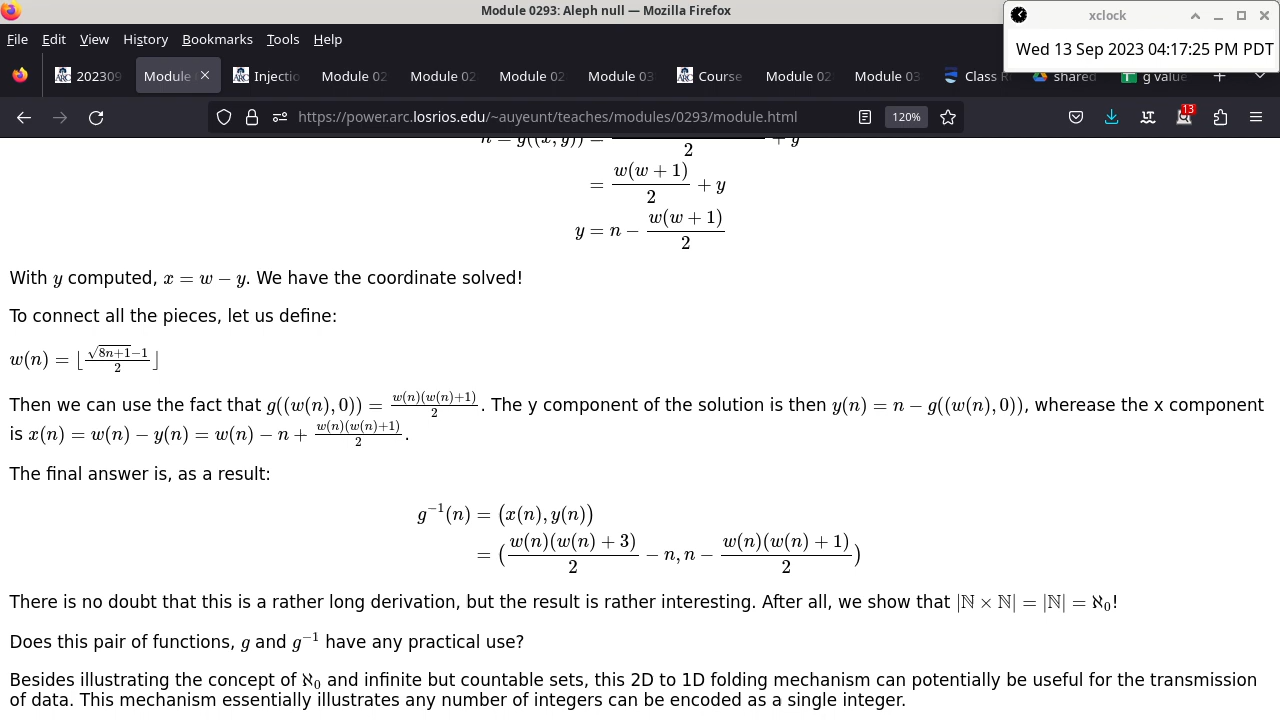 Module 0293: Aleph null — Mozilla Firefox
xclock
File Edit View History Bookmarks Tools Help
Wed 13 Sep 2023 04:17:25 PM PDT
ARC 202309 Module ARC Injectio Module 02 Module 02 Module 02 Module 03 ARC Course Module 02 Module 03 Class R shared g value
https://power.arc.losrios.edu/~auyeunt/teaches/modules/0293/module.html 120% 13
n = g((x, y)) = / 2 + y
= w(w + 1) / 2 + y
y = n − w(w + 1) / 2
With y computed, x = w − y. We have the coordinate solved!
To connect all the pieces, let us define:
w(n) = ⌊(√(8n+1)−1) / 2⌋
Then we can use the fact that g((w(n), 0)) = w(n)(w(n)+1) / 2. The y component of the solution is then y(n) = n − g((w(n), 0)), wherease the x component
is x(n) = w(n) − y(n) = w(n) − n + w(n)(w(n)+1) / 2.
The final answer is, as a result:
g⁻¹(n) = (x(n), y(n))
= (w(n)(w(n) + 3) / 2 − n, n − w(n)(w(n) + 1) / 2)
There is no doubt that this is a rather long derivation, but the result is rather interesting. After all, we show that |ℕ × ℕ| = |ℕ| = ℵ₀!
Does this pair of functions, g and g⁻¹ have any practical use?
Besides illustrating the concept of ℵ₀ and infinite but countable sets, this 2D to 1D folding mechanism can potentially be useful for the transmission
of data. This mechanism essentially illustrates any number of integers can be encoded as a single integer.